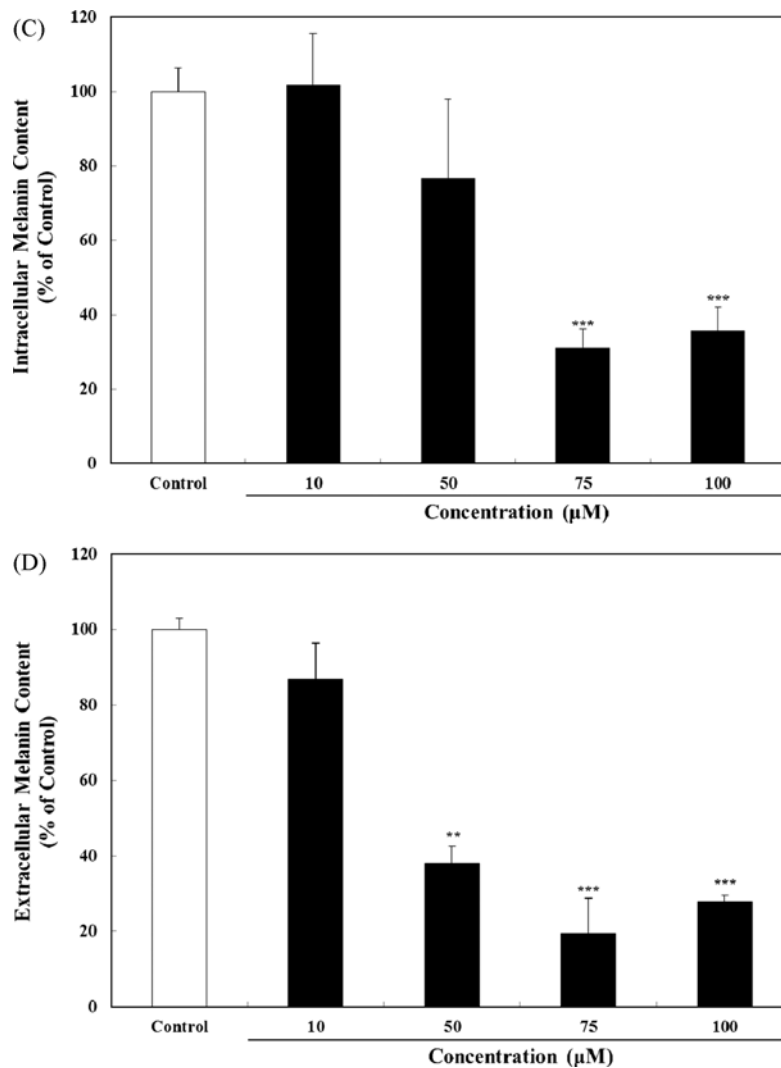 (C)
120
100
80
60
40
20
0
Intracellular Melanin Content
(% of Control)
***
***
Control 10 50 75 100
Concentration (µM)
(D)
120
100
80
60
40
20
0
Extracellular Melanin Content
(% of Control)
**
***
***
Control 10 50 75 100
Concentration (µM)